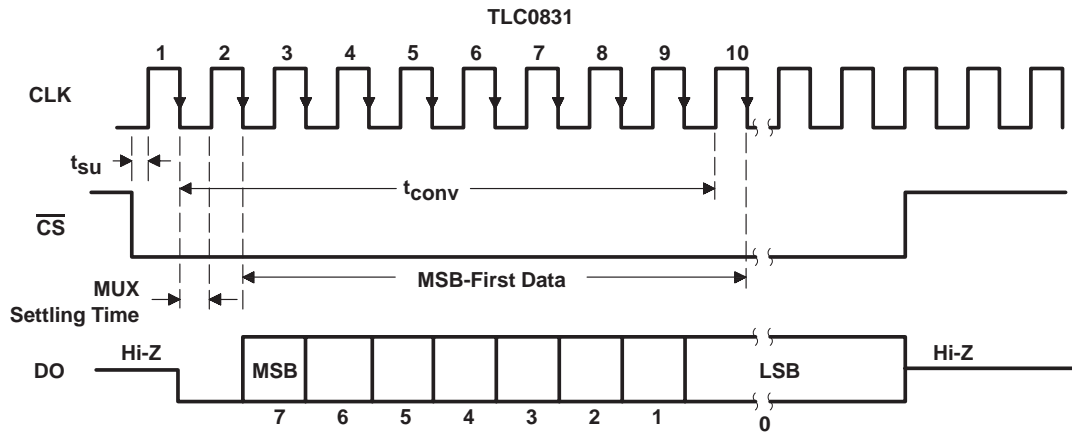 TLC0831
1 2 3 4 5 6 7 8 9 10
CLK
tsu
tconv
CS
MSB-First Data
MUX
Settling Time
Hi-Z
Hi-Z
DO
MSB
LSB
7 6 5 4 3 2 1 0